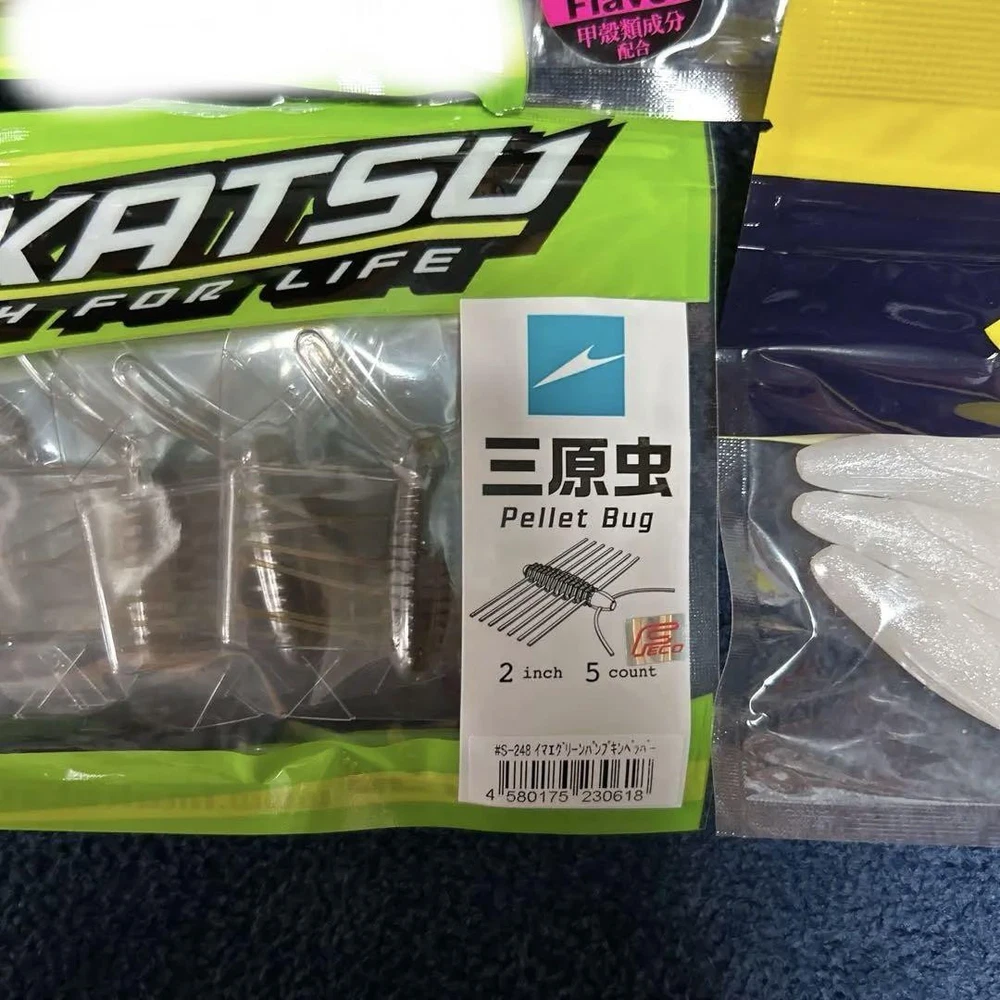 Flavo
甲殻類成分
配合
KATSU
H FOR LIFE
三原虫
Pellet Bug
FECO
2 inch 5 count
#S-248 イマエグリーンパンプキンペッパー
4 580175 230618